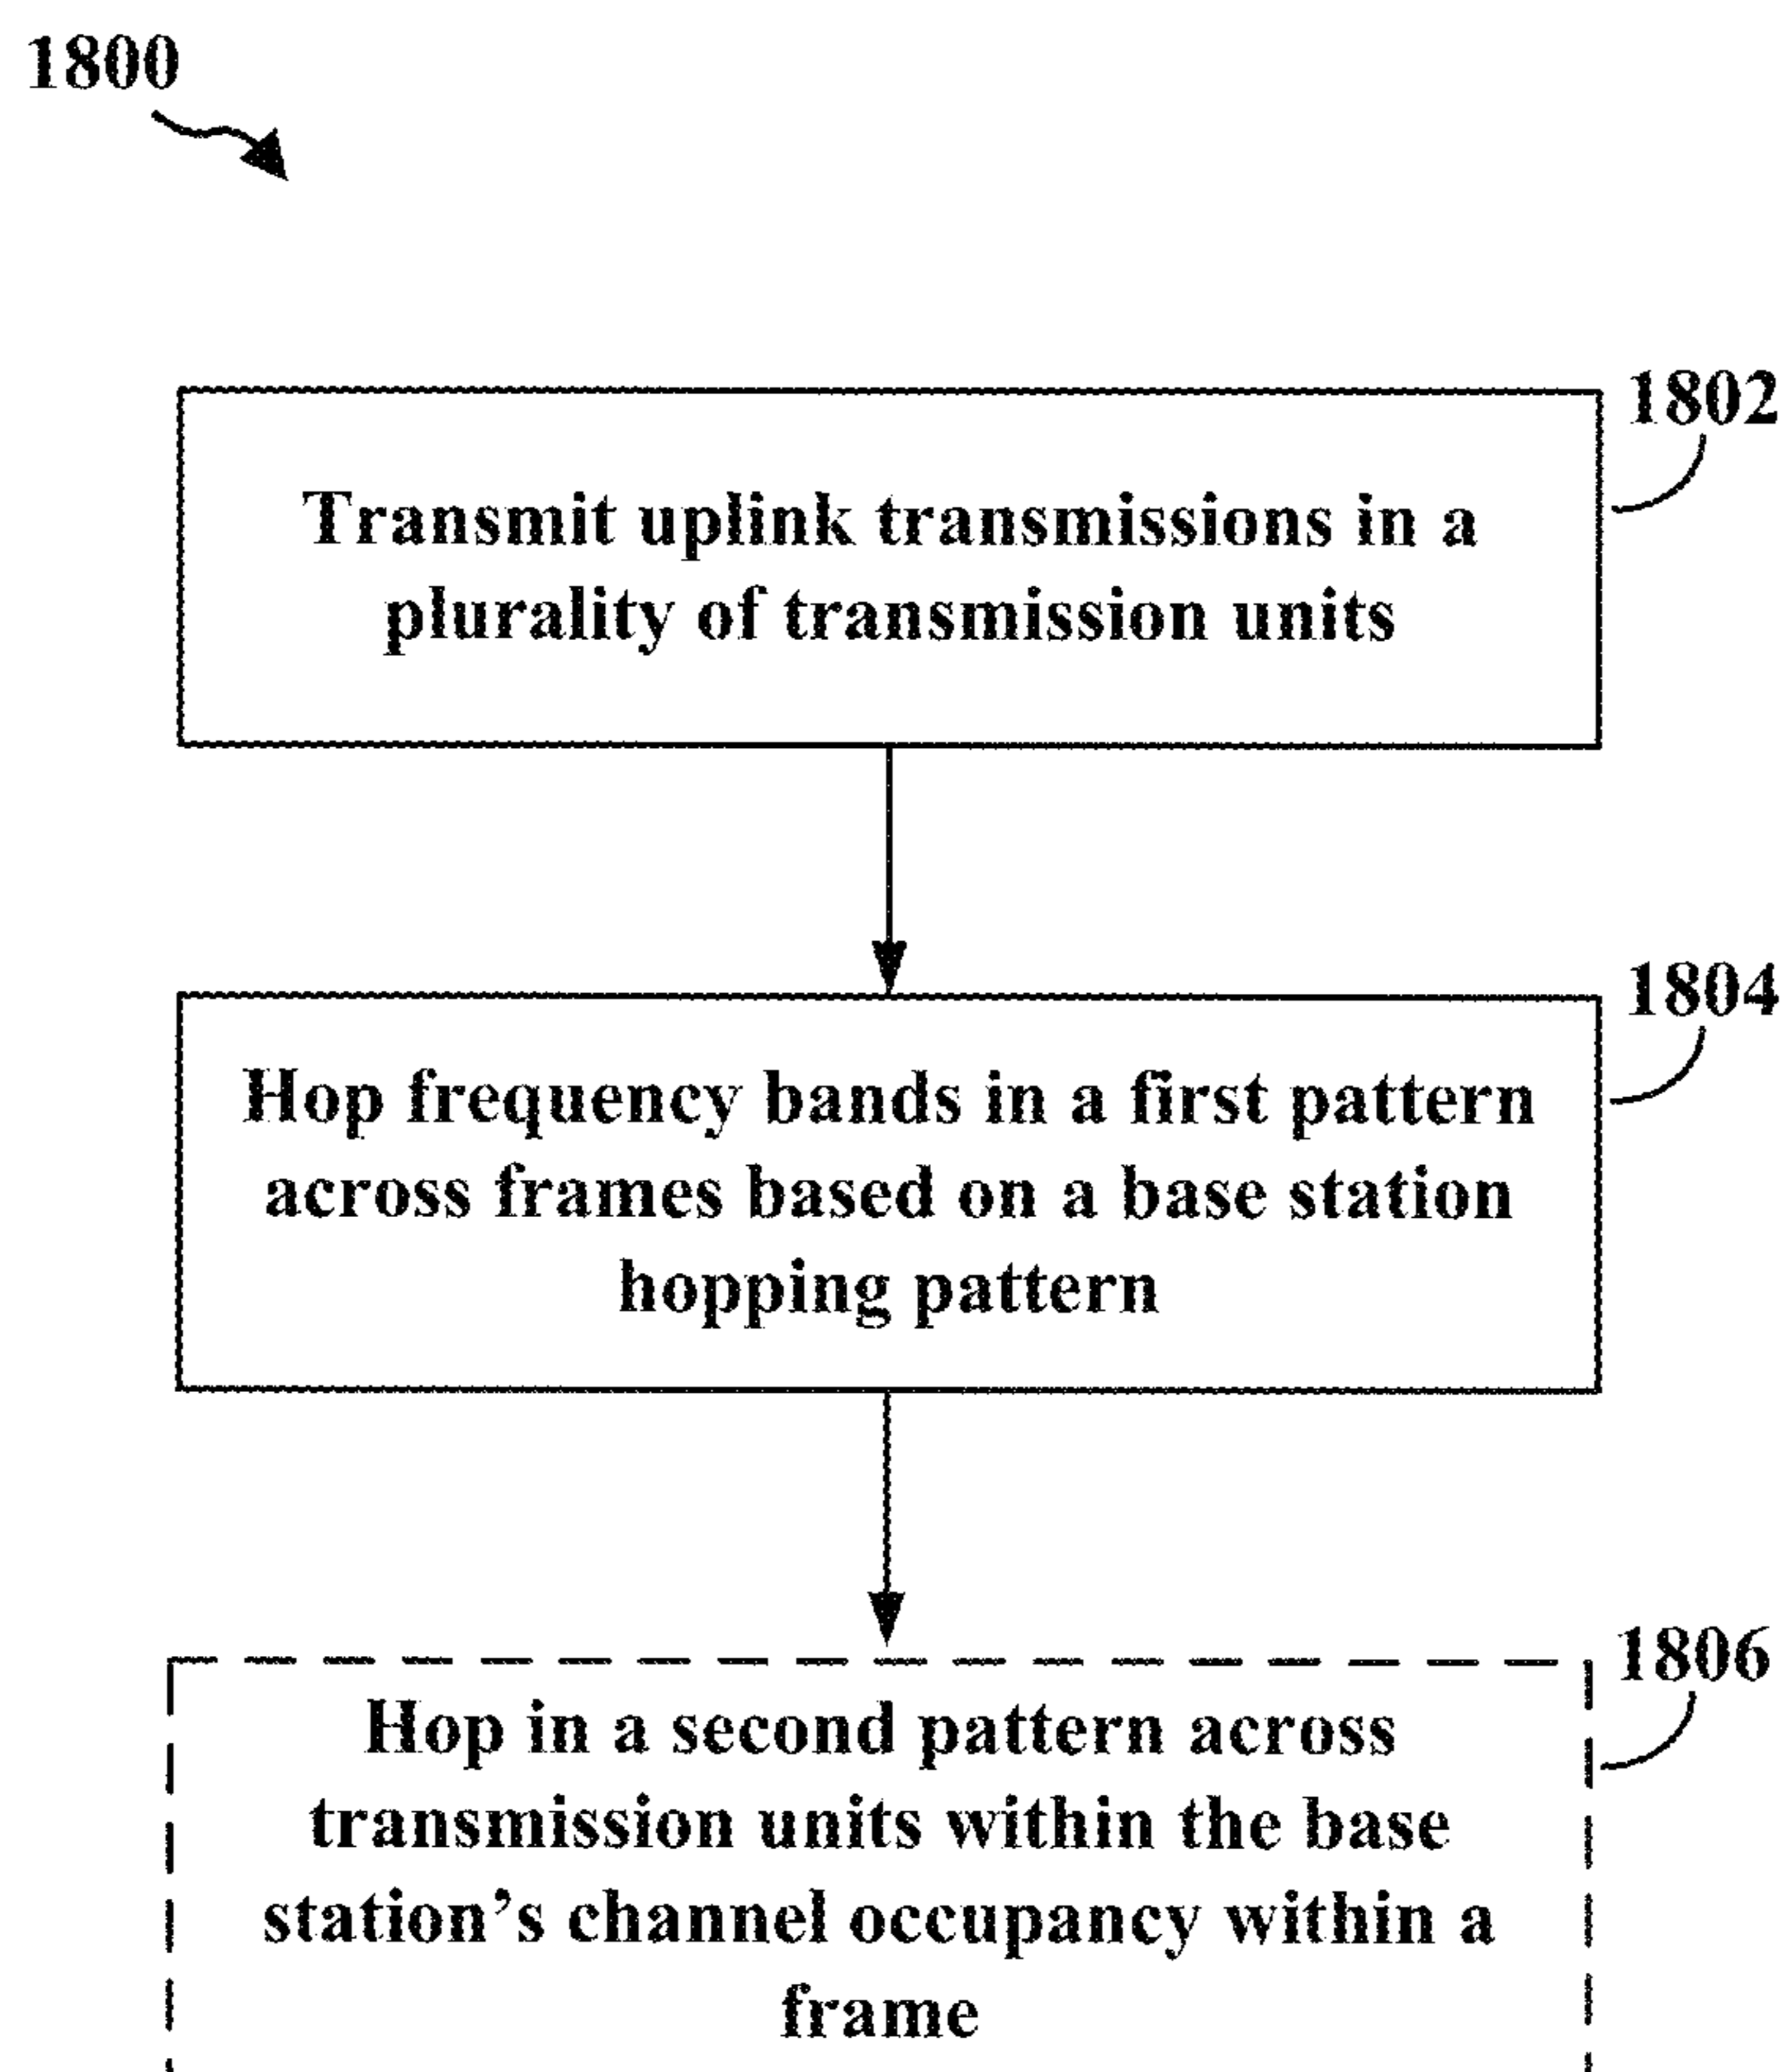 1800
1802
Transmit uplink transmissions in a
plurality of transmission units
1804
Hop frequency bands in a first pattern
across frames based on a base station
hopping pattern
1806
Hop in a second pattern across
transmission units within the base
station’s channel occupancy within a
frame